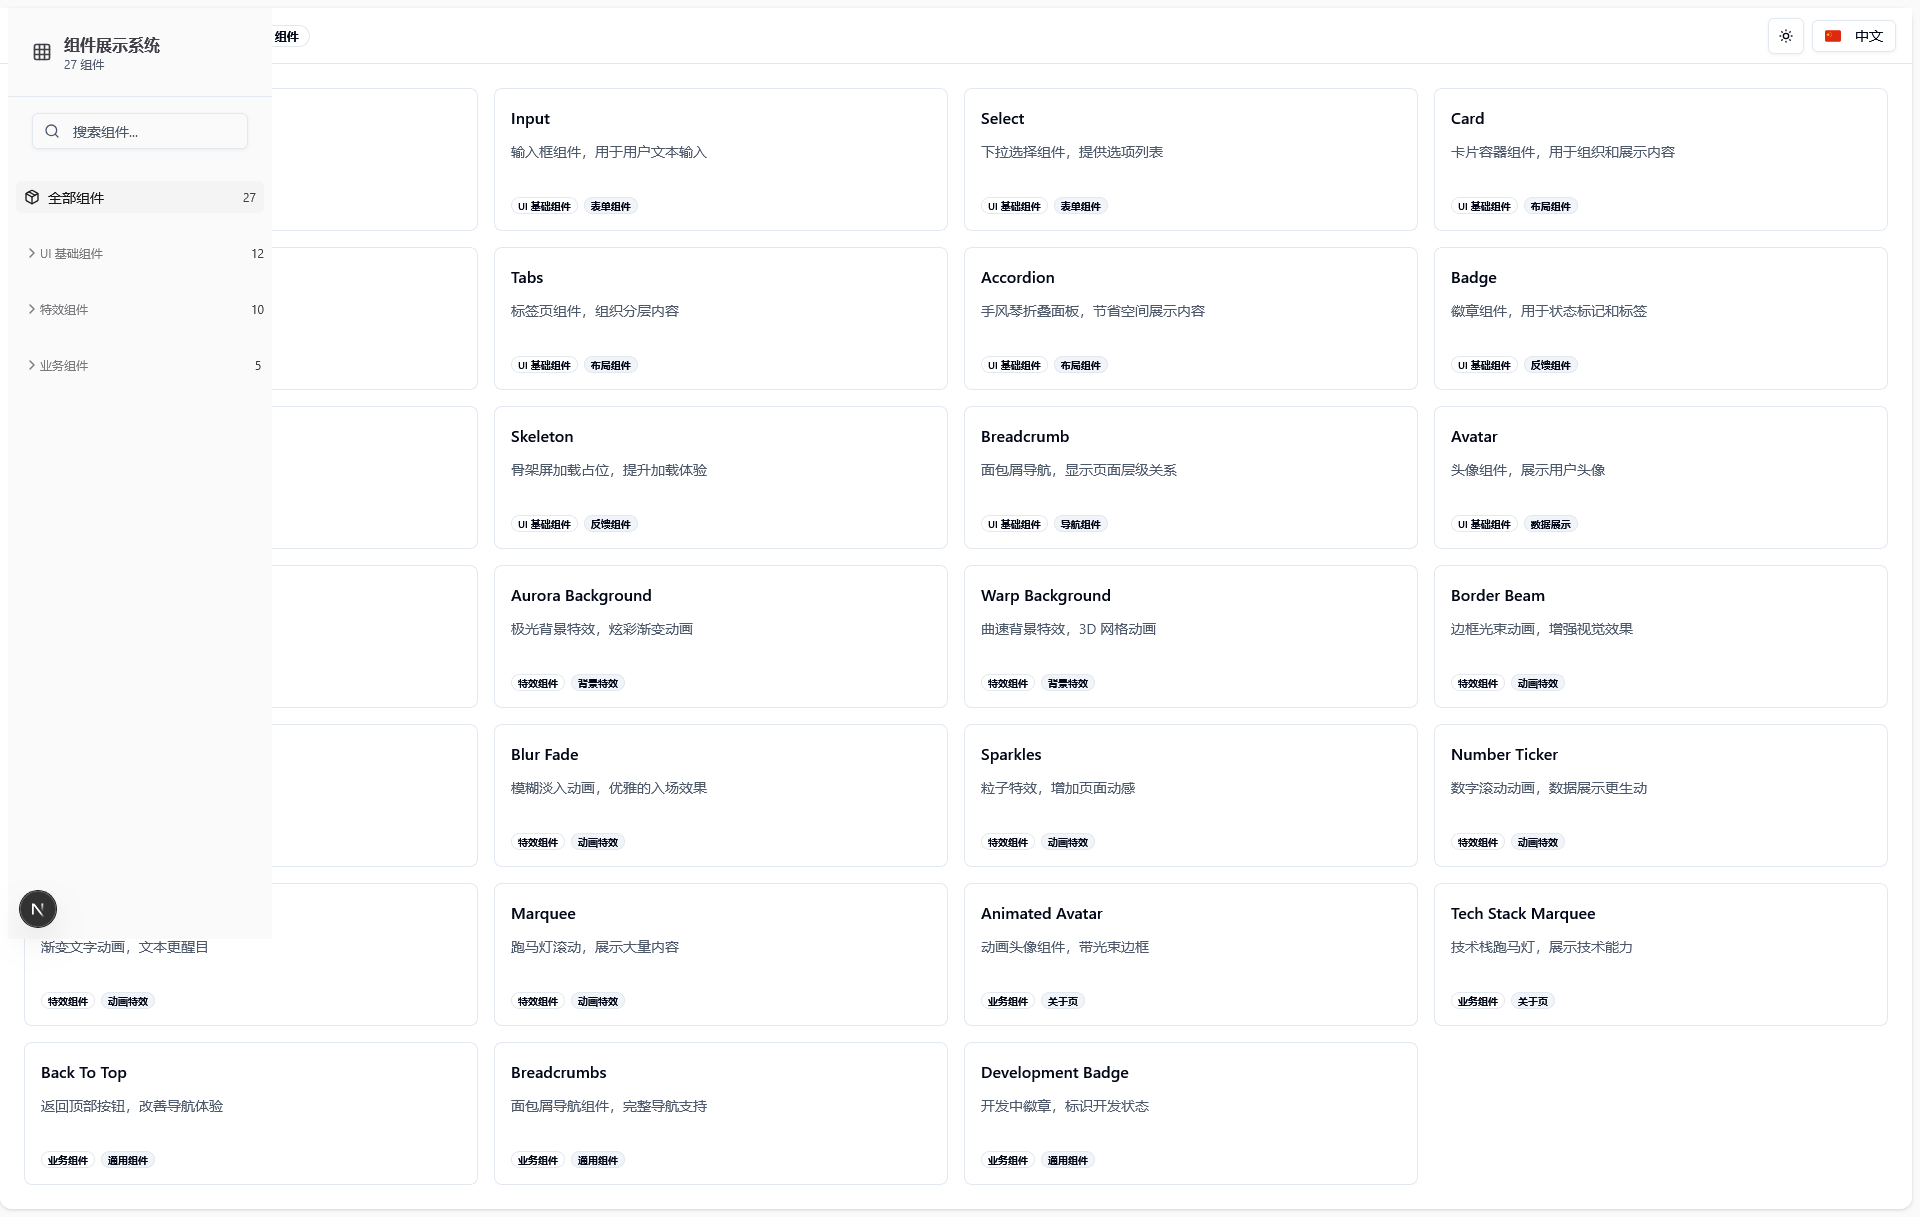 组件展示系统
27 组件
搜索组件...
全部组件 27
UI 基础组件 12
特效组件 10
业务组件 5
N
组件
中文
Input
输入框组件，用于用户文本输入
UI 基础组件 表单组件
Select
下拉选择组件，提供选项列表
UI 基础组件 表单组件
Card
卡片容器组件，用于组织和展示内容
UI 基础组件 布局组件
Tabs
标签页组件，组织分层内容
UI 基础组件 布局组件
Accordion
手风琴折叠面板，节省空间展示内容
UI 基础组件 布局组件
Badge
徽章组件，用于状态标记和标签
UI 基础组件 反馈组件
Skeleton
骨架屏加载占位，提升加载体验
UI 基础组件 反馈组件
Breadcrumb
面包屑导航，显示页面层级关系
UI 基础组件 导航组件
Avatar
头像组件，展示用户头像
UI 基础组件 数据展示
Aurora Background
极光背景特效，炫彩渐变动画
特效组件 背景特效
Warp Background
曲速背景特效，3D 网格动画
特效组件 背景特效
Border Beam
边框光束动画，增强视觉效果
特效组件 动画特效
Blur Fade
模糊淡入动画，优雅的入场效果
特效组件 动画特效
Sparkles
粒子特效，增加页面动感
特效组件 动画特效
Number Ticker
数字滚动动画，数据展示更生动
特效组件 动画特效
渐变文字动画，文本更醒目
特效组件 动画特效
Marquee
跑马灯滚动，展示大量内容
特效组件 动画特效
Animated Avatar
动画头像组件，带光束边框
业务组件 关于页
Tech Stack Marquee
技术栈跑马灯，展示技术能力
业务组件 关于页
Back To Top
返回顶部按钮，改善导航体验
业务组件 通用组件
Breadcrumbs
面包屑导航组件，完整导航支持
业务组件 通用组件
Development Badge
开发中徽章，标识开发状态
业务组件 通用组件